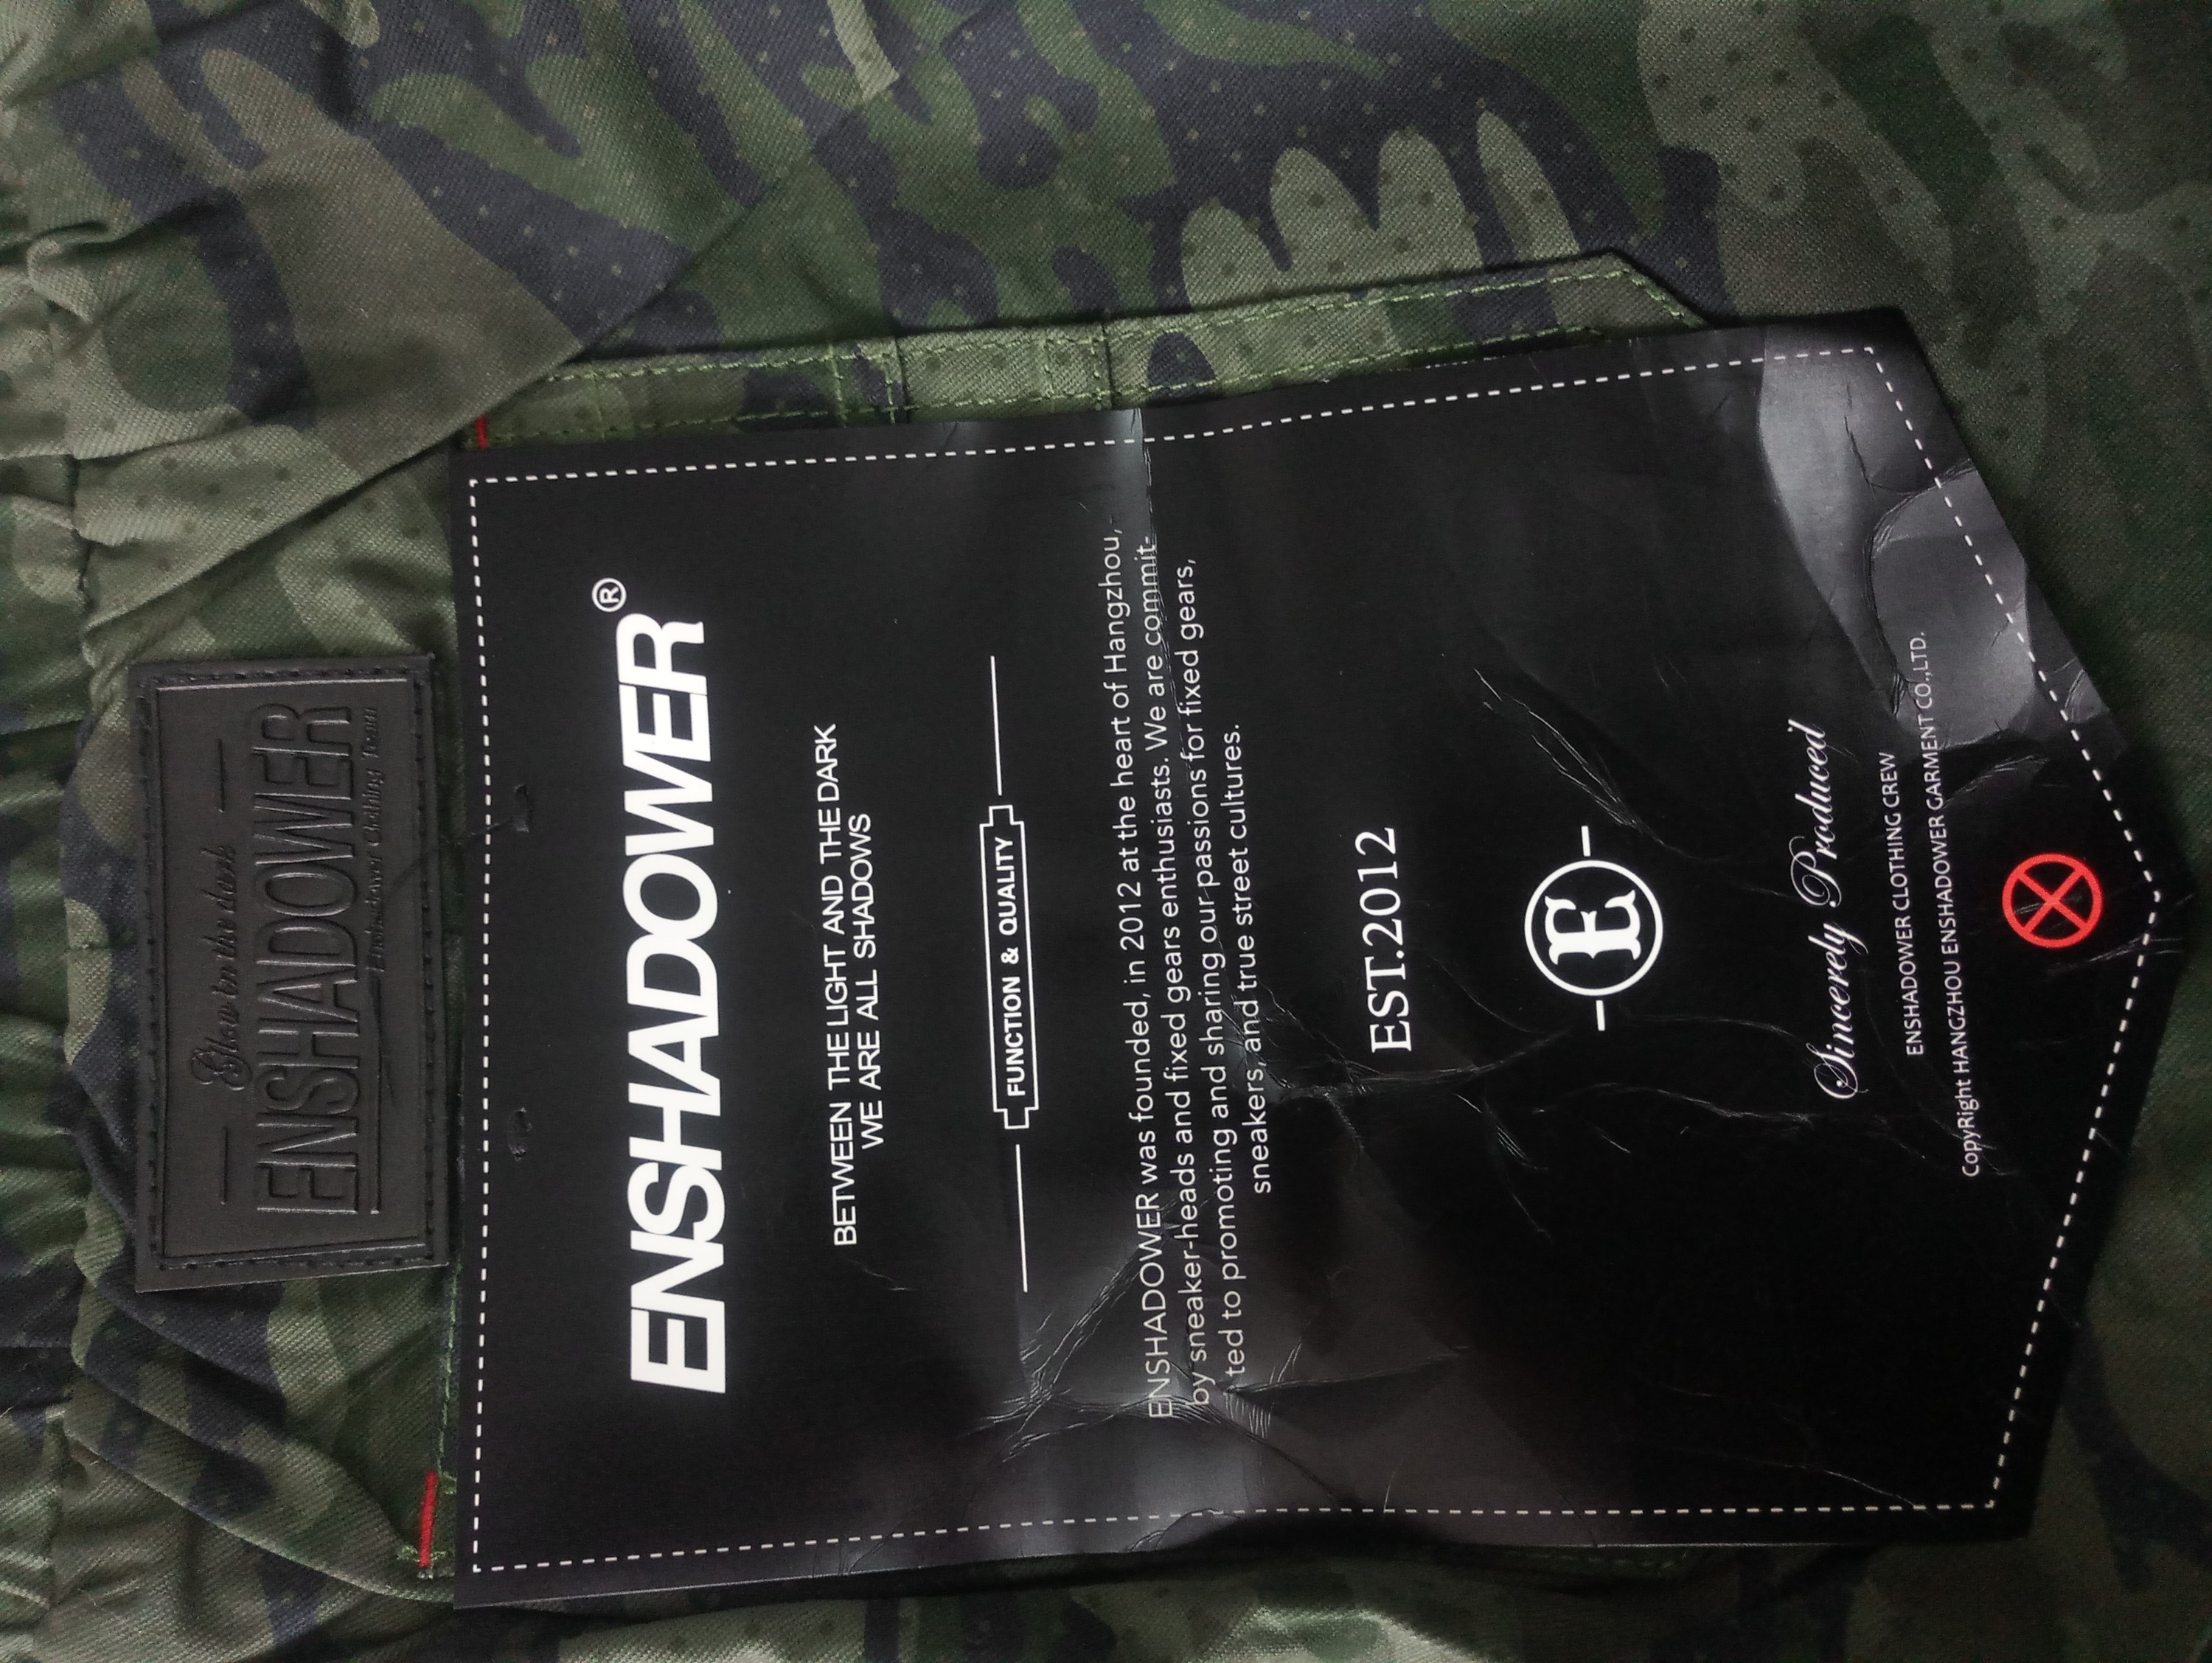 Glow in the dark
ENSHADOWER
Enshadower Clothing Team
ENSHADOWER®
BETWEEN THE LIGHT AND THE DARK
WE ARE ALL SHADOWS
FUNCTION & QUALITY
ENSHADOWER was founded, in 2012 at the heart of Hangzhou,
by sneaker-heads and fixed gears enthusiasts. We are commit-
ted to promoting and sharing our passions for fixed gears,
sneakers, and true street cultures.
EST.2012
E
Sincerely Produced
ENSHADOWER CLOTHING CREW
CopyRight HANGZHOU ENSHADOWER GARMENT CO.,LTD.